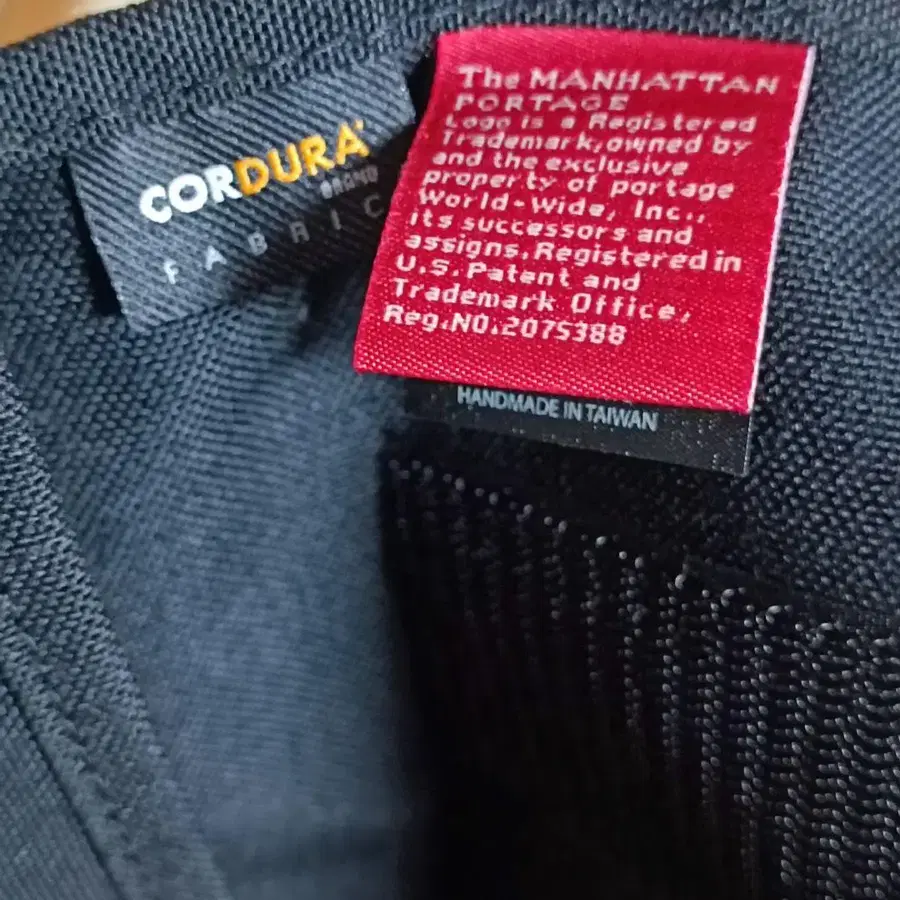 CORDURA
BRAND
FABRIC
The MANHATTAN
PORTAGE
Logo is a Registered
Trademark,owned by
and the exclusive
property of portage
World-Wide, Inc.,
its successors and
assigns.Registered in
U.S.Patent and
Trademark Office,
Reg.NO.2075388
HANDMADE IN TAIWAN